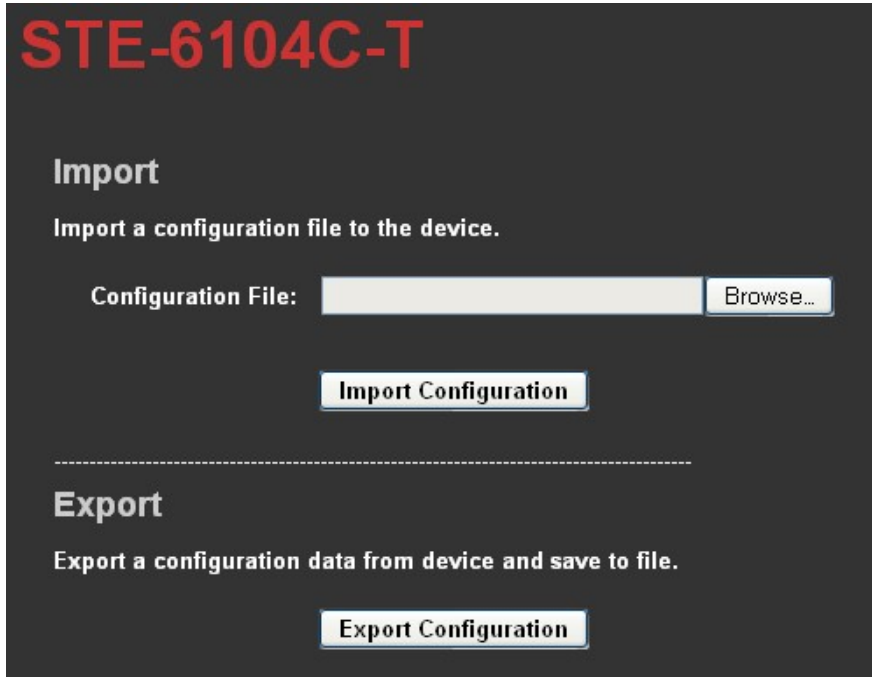 STE-6104C-T
Import
Import a configuration file to the device.
Configuration File: Browse...
Import Configuration
------------------------------------------------------------------------------------------
Export
Export a configuration data from device and save to file.
Export Configuration